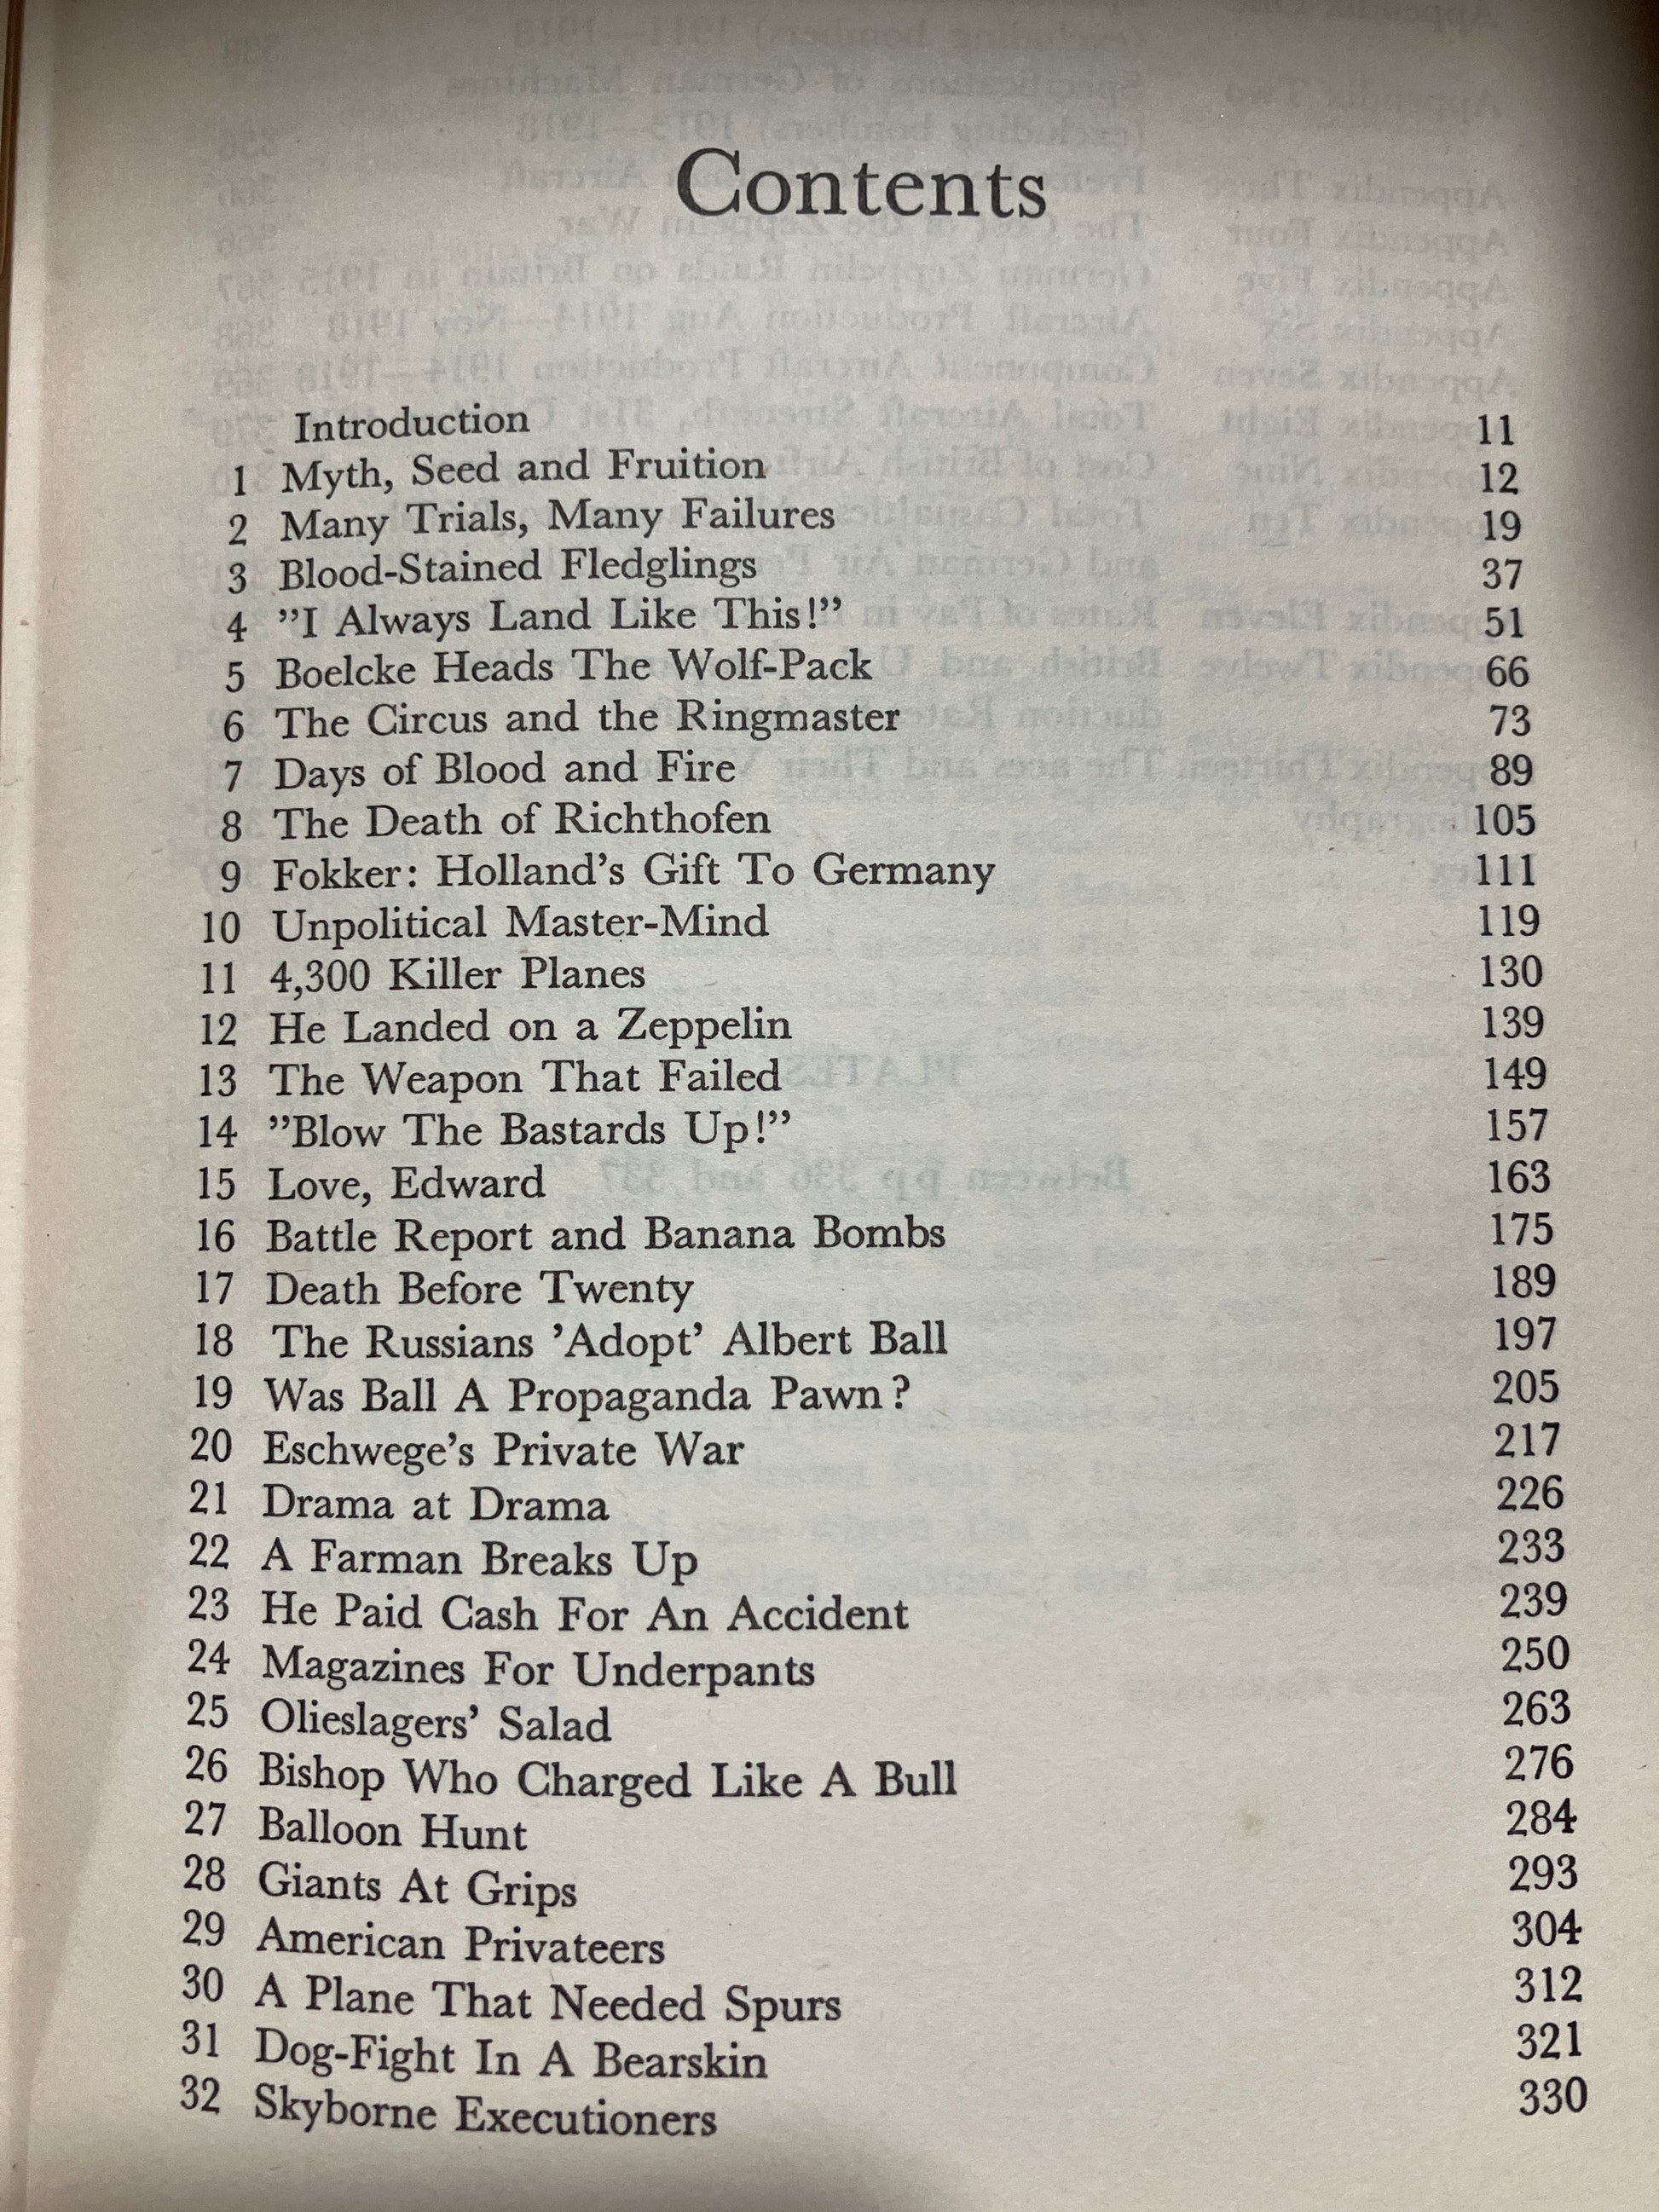 Contents
Introduction 11
1 Myth, Seed and Fruition 12
2 Many Trials, Many Failures 19
3 Blood-Stained Fledglings 37
4 ”I Always Land Like This!” 51
5 Boelcke Heads The Wolf-Pack 66
6 The Circus and the Ringmaster 73
7 Days of Blood and Fire 89
8 The Death of Richthofen 105
9 Fokker: Holland’s Gift To Germany 111
10 Unpolitical Master-Mind 119
11 4,300 Killer Planes 130
12 He Landed on a Zeppelin 139
13 The Weapon That Failed 149
14 ”Blow The Bastards Up!” 157
15 Love, Edward 163
16 Battle Report and Banana Bombs 175
17 Death Before Twenty 189
18 The Russians ’Adopt’ Albert Ball 197
19 Was Ball A Propaganda Pawn? 205
20 Eschwege’s Private War 217
21 Drama at Drama 226
22 A Farman Breaks Up 233
23 He Paid Cash For An Accident 239
24 Magazines For Underpants 250
25 Olieslagers’ Salad 263
26 Bishop Who Charged Like A Bull 276
27 Balloon Hunt 284
28 Giants At Grips 293
29 American Privateers 304
30 A Plane That Needed Spurs 312
31 Dog-Fight In A Bearskin 321
32 Skyborne Executioners 330